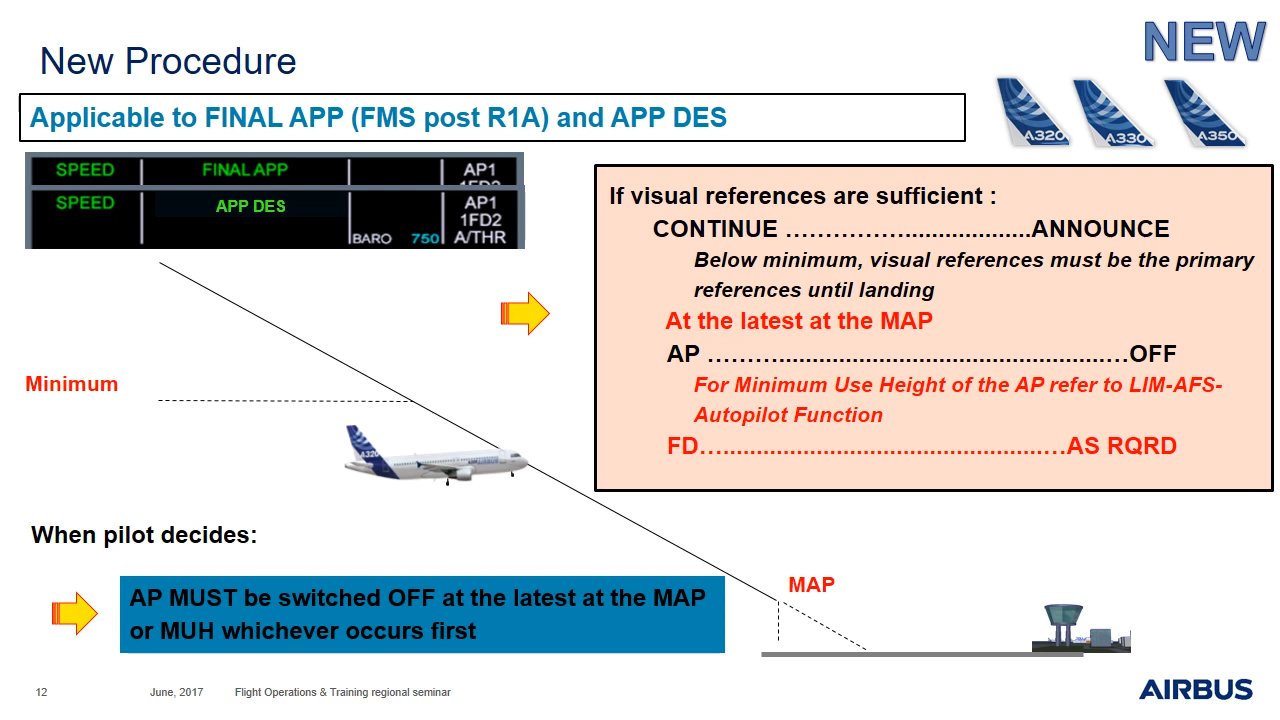 NEW
New Procedure
Applicable to FINAL APP (FMS post R1A) and APP DES
A320
A330
A350
SPEED FINAL APP AP1
1FD2
SPEED APP DES AP1
1FD2
BARO 750 A/THR
If visual references are sufficient :
CONTINUE ……………...................ANNOUNCE
Below minimum, visual references must be the primary
references until landing
At the latest at the MAP
AP ………..................................................…OFF
For Minimum Use Height of the AP refer to LIM-AFS-
Autopilot Function
FD…................................................…AS RQRD
Minimum
A320
When pilot decides:
AP MUST be switched OFF at the latest at the MAP
or MUH whichever occurs first
MAP
12 June, 2017 Flight Operations & Training regional seminar
AIRBUS